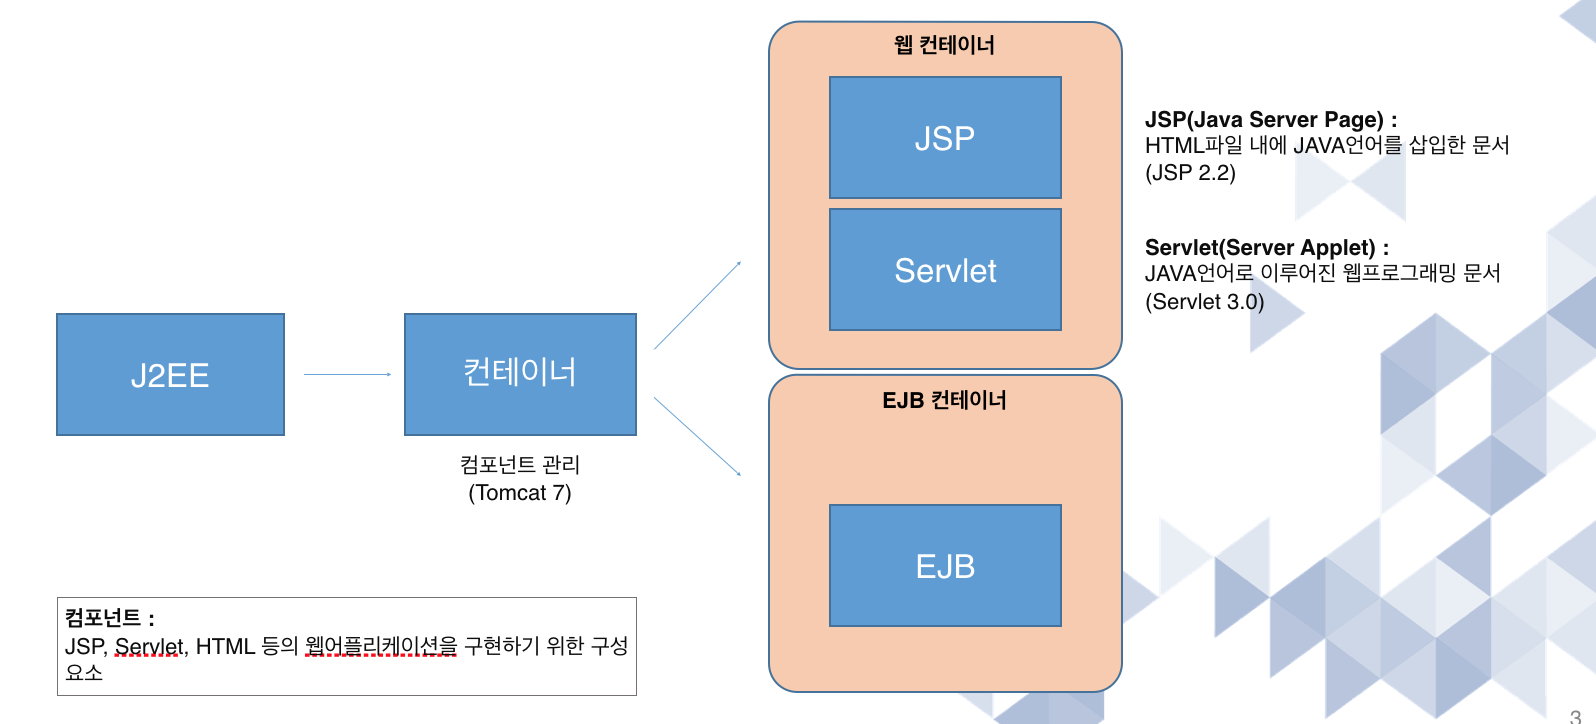 웹 컨테이너
JSP
Servlet
JSP(Java Server Page) :
HTML파일 내에 JAVA언어를 삽입한 문서
(JSP 2.2)
Servlet(Server Applet) :
JAVA언어로 이루어진 웹프로그래밍 문서
(Servlet 3.0)
J2EE
컨테이너
컴포넌트 관리
(Tomcat 7)
EJB 컨테이너
EJB
컴포넌트 :
JSP, Servlet, HTML 등의 웹어플리케이션을 구현하기 위한 구성
요소
3